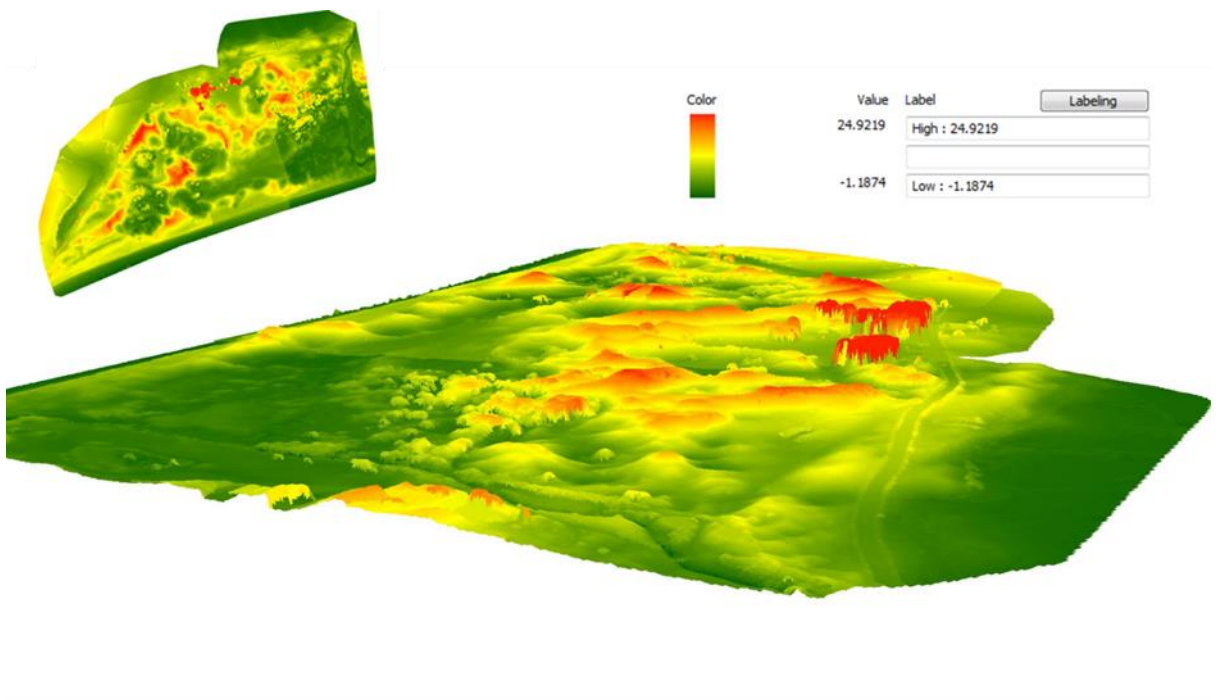 Color Value Label Labeling
24.9219 High : 24.9219
-1.1874 Low : -1.1874